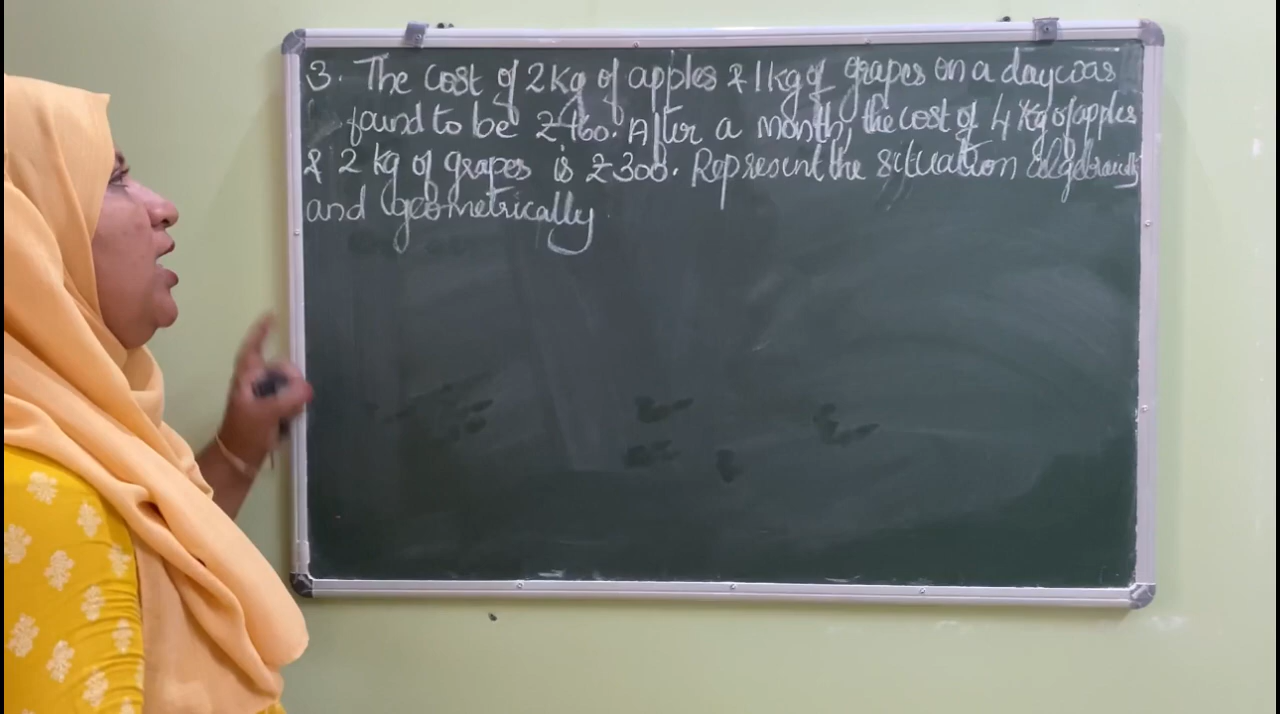 3. The cost of 2kg of apples & 1kg of grapes on a day was
found to be ₹160. After a month, the cost of 4 kg of apples
& 2 kg of grapes is ₹300. Represent the situation algebraically
and geometrically